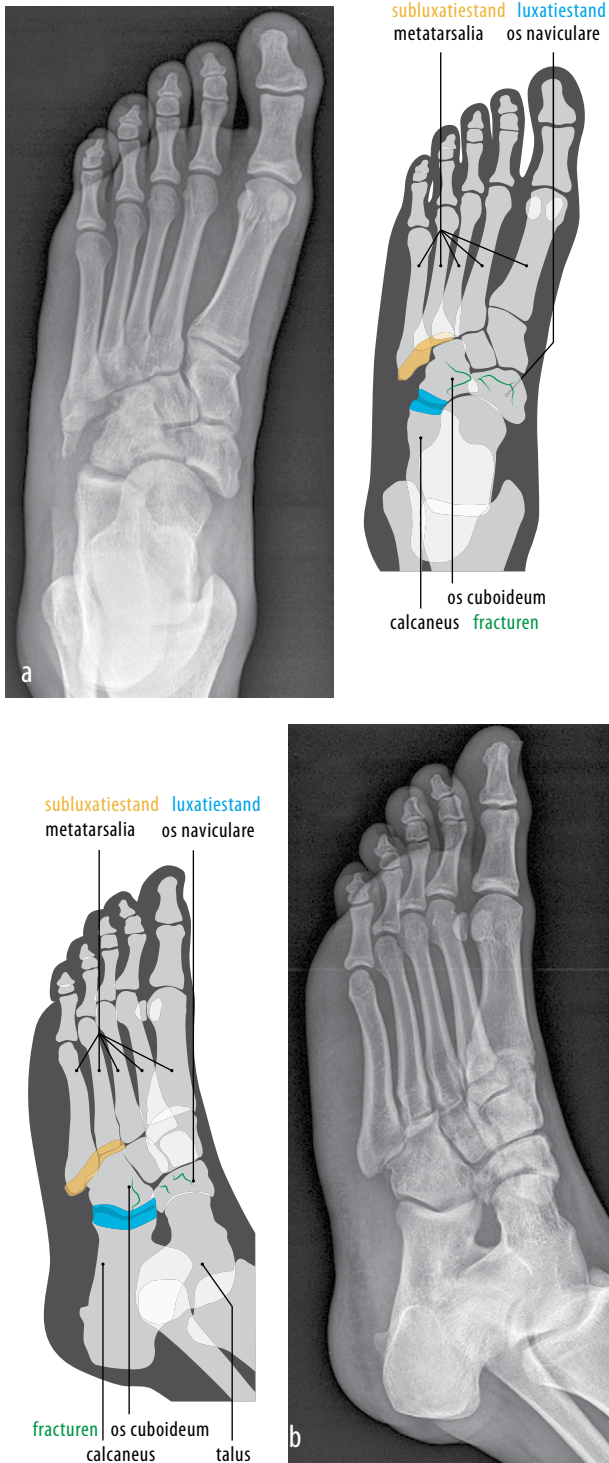 subluxatiestand luxatiestand
metatarsalia os naviculare
os cuboideum
calcaneus fracturen
a
subluxatiestand luxatiestand
metatarsalia os naviculare
fracturen os cuboideum
calcaneus talus
b